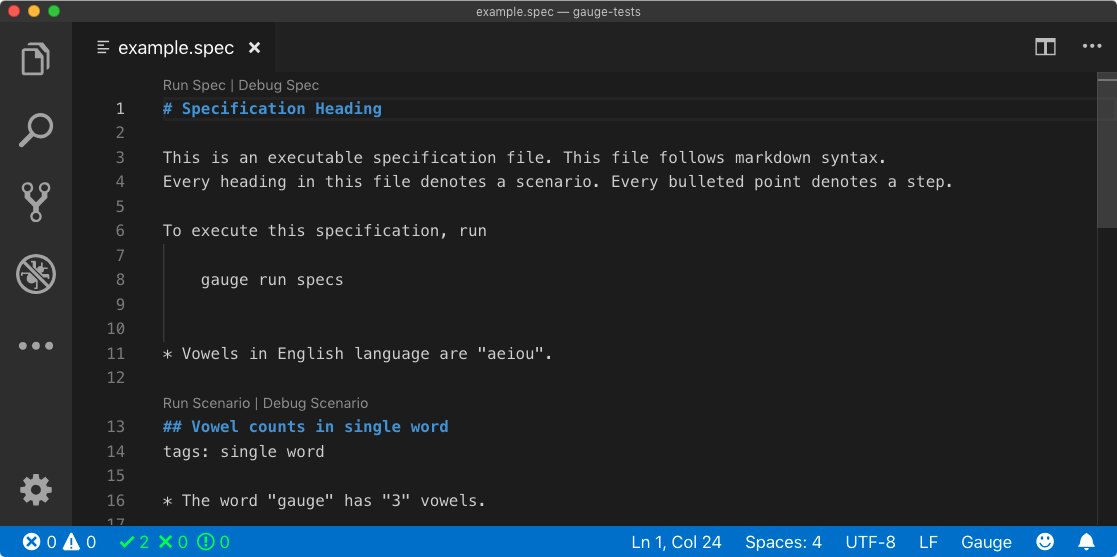 example.spec — gauge-tests
example.spec
Run Spec | Debug Spec
1 # Specification Heading
2
3 This is an executable specification file. This file follows markdown syntax.
4 Every heading in this file denotes a scenario. Every bulleted point denotes a step.
5
6 To execute this specification, run
7
8 gauge run specs
9
10
11 * Vowels in English language are "aeiou".
12
Run Scenario | Debug Scenario
13 ## Vowel counts in single word
14 tags: single word
15
16 * The word "gauge" has "3" vowels.
17
0 0 2 0 0 Ln 1, Col 24 Spaces: 4 UTF-8 LF Gauge